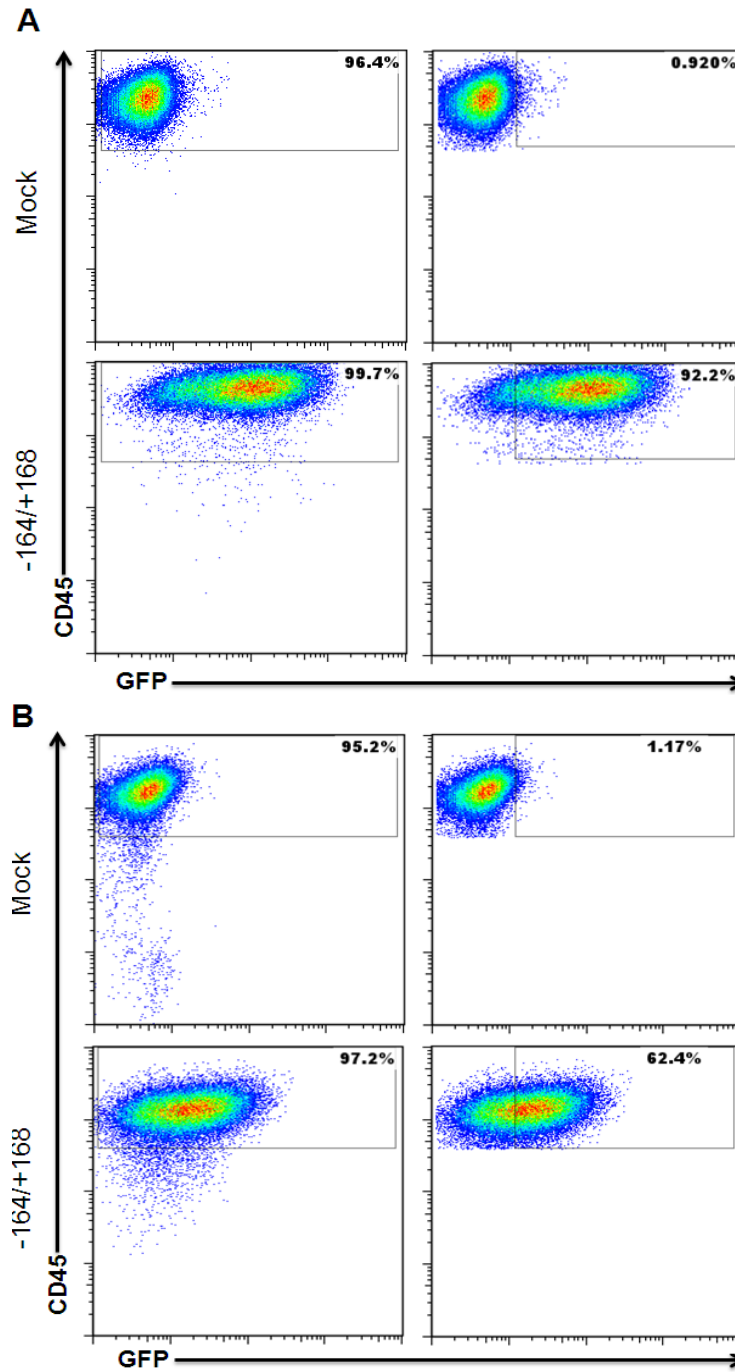 A
96.4%
0.920%
Mock
99.7%
92.2%
-164/+168
CD45
GFP
B
95.2%
1.17%
Mock
97.2%
62.4%
-164/+168
CD45
GFP